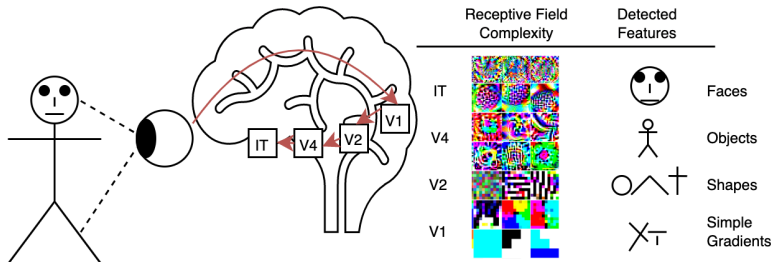 IT
V4
V2
V1
Receptive Field
Complexity
Detected
Features
IT
Faces
V4
Objects
V2
Shapes
V1
Simple
Gradients